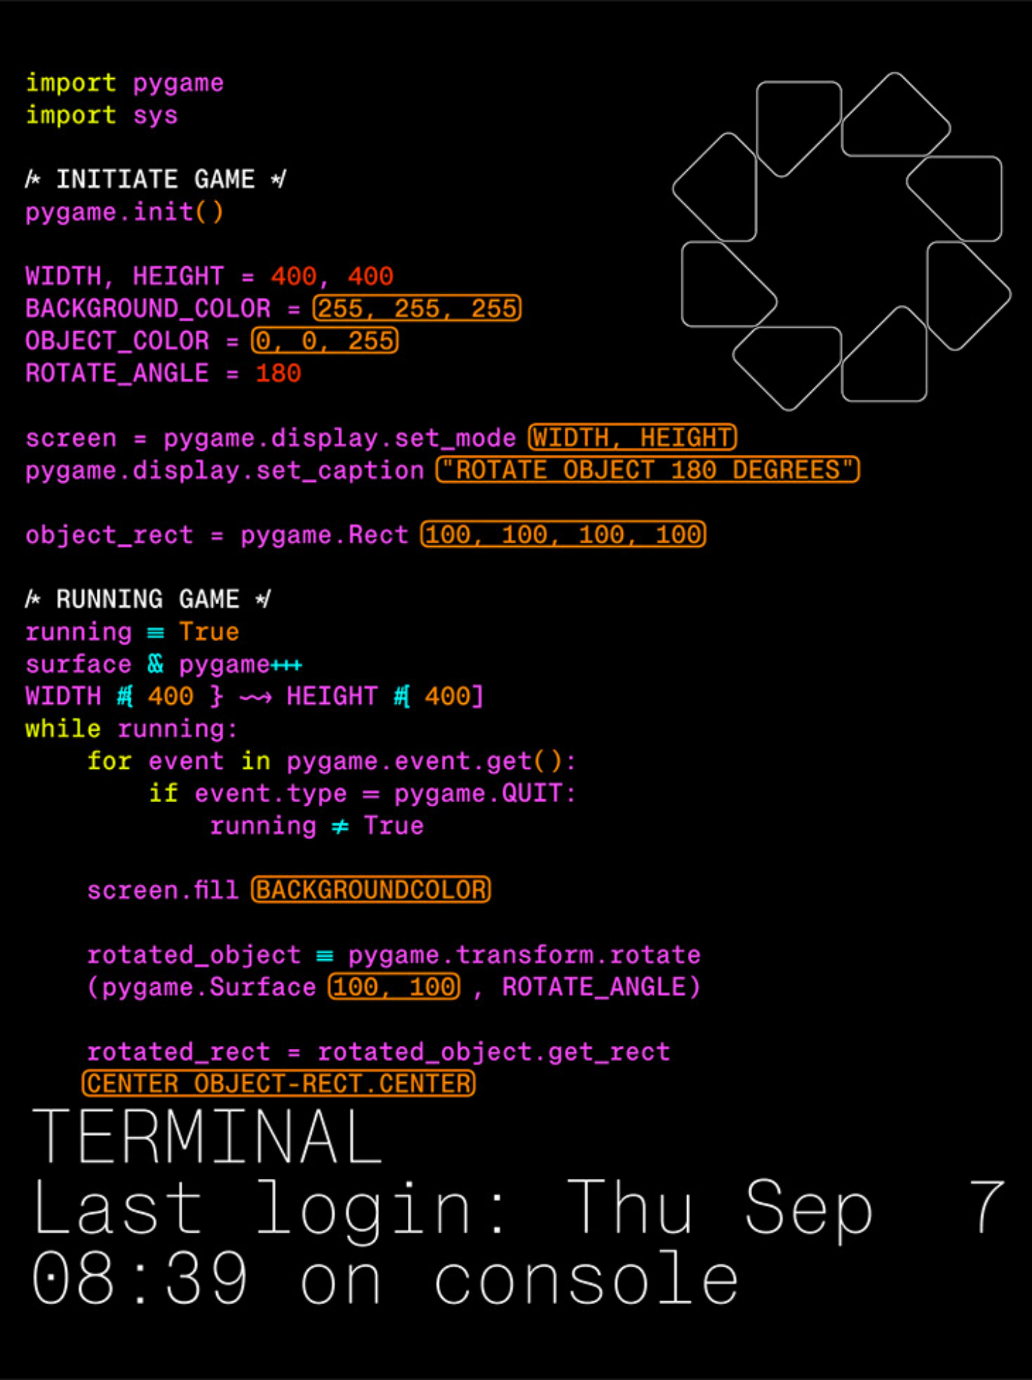 import pygame
import sys
/* INITIATE GAME */
pygame.init()
WIDTH, HEIGHT = 400, 400
BACKGROUND_COLOR = 255, 255, 255
OBJECT_COLOR = 0, 0, 255
ROTATE_ANGLE = 180
screen = pygame.display.set_mode WIDTH, HEIGHT
pygame.display.set_caption "ROTATE OBJECT 180 DEGREES"
object_rect = pygame.Rect 100, 100, 100, 100
/* RUNNING GAME */
running ≡ True
surface && pygame+++
WIDTH #{ 400 } ⇝ HEIGHT #[ 400]
while running:
for event in pygame.event.get():
if event.type = pygame.QUIT:
running ≠ True
screen.fill BACKGROUNDCOLOR
rotated_object ≡ pygame.transform.rotate
(pygame.Surface 100, 100 , ROTATE_ANGLE)
rotated_rect = rotated_object.get_rect
CENTER OBJECT-RECT.CENTER
TERMINAL
Last login: Thu Sep 7
08:39 on console